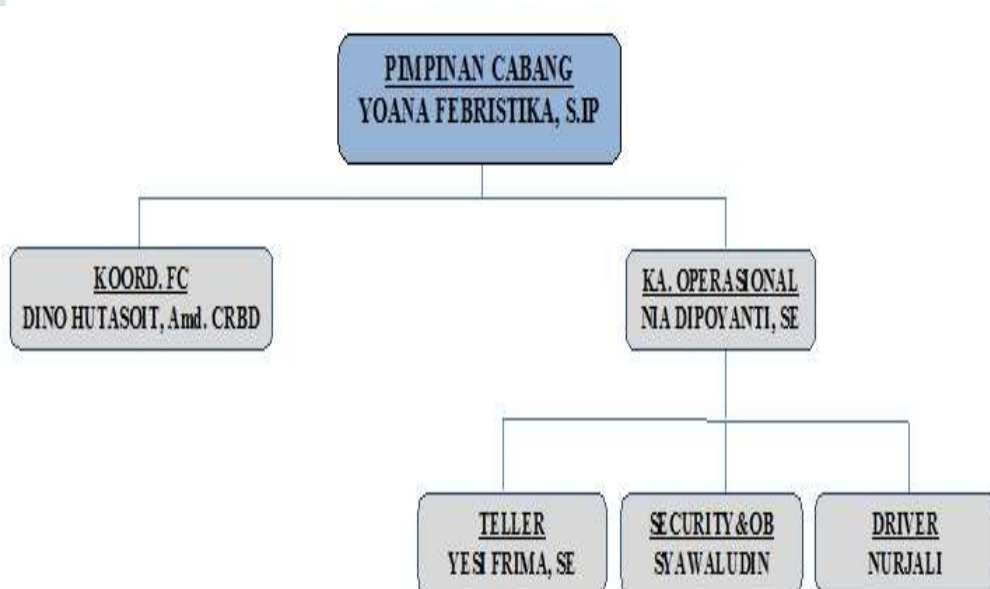 PIMPINAN CABANG
YOANA FEBRISTIKA, S.IP
KOORD. FC
DINO HUTASOIT, Amd. CRBD
KA. OPERASIONAL
NIA DIPOYANTI, SE
TELLER
YESI FRIMA, SE
SECURITY&OB
SYAWALUDIN
DRIVER
NURJALI